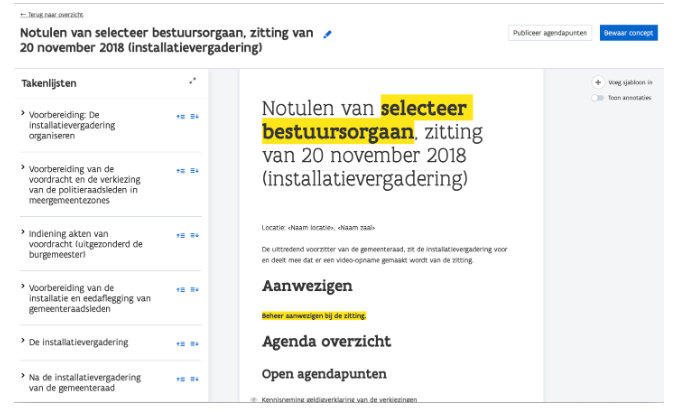 ← Terug naar overzicht
Notulen van selecteer bestuursorgaan, zitting van
20 november 2018 (installatievergadering)
Publiceer agendapunten
Bewaar concept
Takenlijsten
Voorbereiding: De
installatievergadering
organiseren
Voorbereiding van de
voordracht en de verkiezing
van de politieraadsleden in
meergemeentezones
Indiening akten van
voordracht (uitgezonderd de
burgemeester)
Voorbereiding van de
installatie en eedaflegging van
gemeenteraadsleden
De installatievergadering
Na de installatievergadering
van de gemeenteraad
Notulen van selecteer
bestuursorgaan, zitting
van 20 november 2018
(installatievergadering)
Locatie: <Naam locatie>, <Naam zaal>
De uittredend voorzitter van de gemeenteraad, zit de installatievergadering voor
en deelt mee dat er een video-opname gemaakt wordt van de zitting.
Aanwezigen
Beheer aanwezigen bij de zitting.
Agenda overzicht
Open agendapunten
Kennisneming geldigverklaring van de verkiezingen
Voeg sjabloon in
Toon annotaties